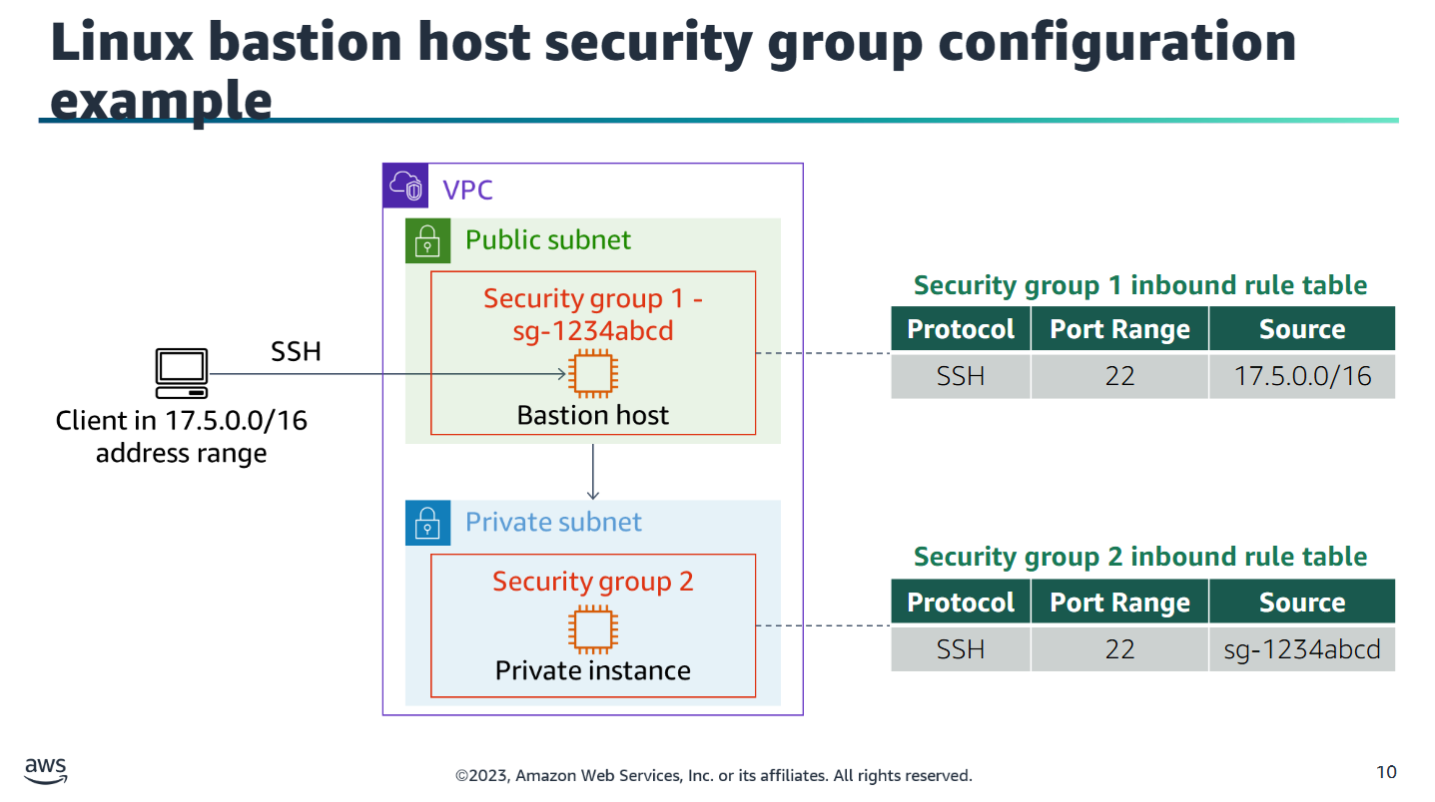 Linux bastion host security group configuration
example
VPC
Public subnet
Security group 1 -
sg-1234abcd
SSH
Bastion host
Client in 17.5.0.0/16
address range
Private subnet
Security group 2
Private instance
Security group 1 inbound rule table
Protocol Port Range Source
SSH 22 17.5.0.0/16
Security group 2 inbound rule table
Protocol Port Range Source
SSH 22 sg-1234abcd
aws
©2023, Amazon Web Services, Inc. or its affiliates. All rights reserved.
10